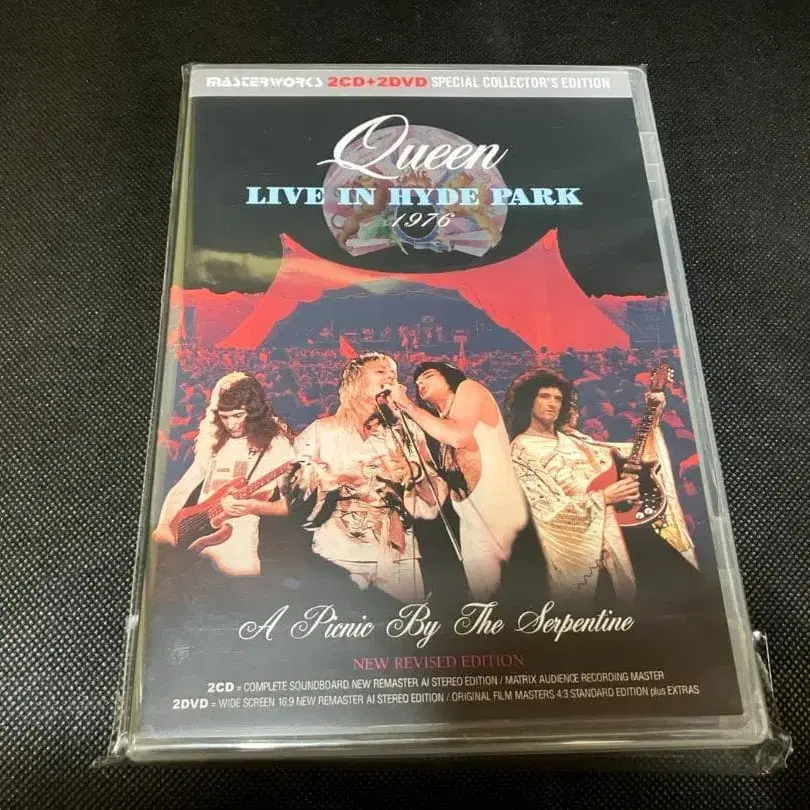 MASTERWORKS 2CD+2DVD SPECIAL COLLECTOR'S EDITION
Queen
LIVE IN HYDE PARK
1976
A Picnic By The Serpentine
NEW REVISED EDITION
2CD = COMPLETE SOUNDBOARD NEW REMASTER AI STEREO EDITION / MATRIX AUDIENCE RECORDING MASTER
2DVD = WIDE SCREEN 16:9 NEW REMASTER AI STEREO EDITION / ORIGINAL FILM MASTERS 4:3 STANDARD EDITION plus EXTRAS